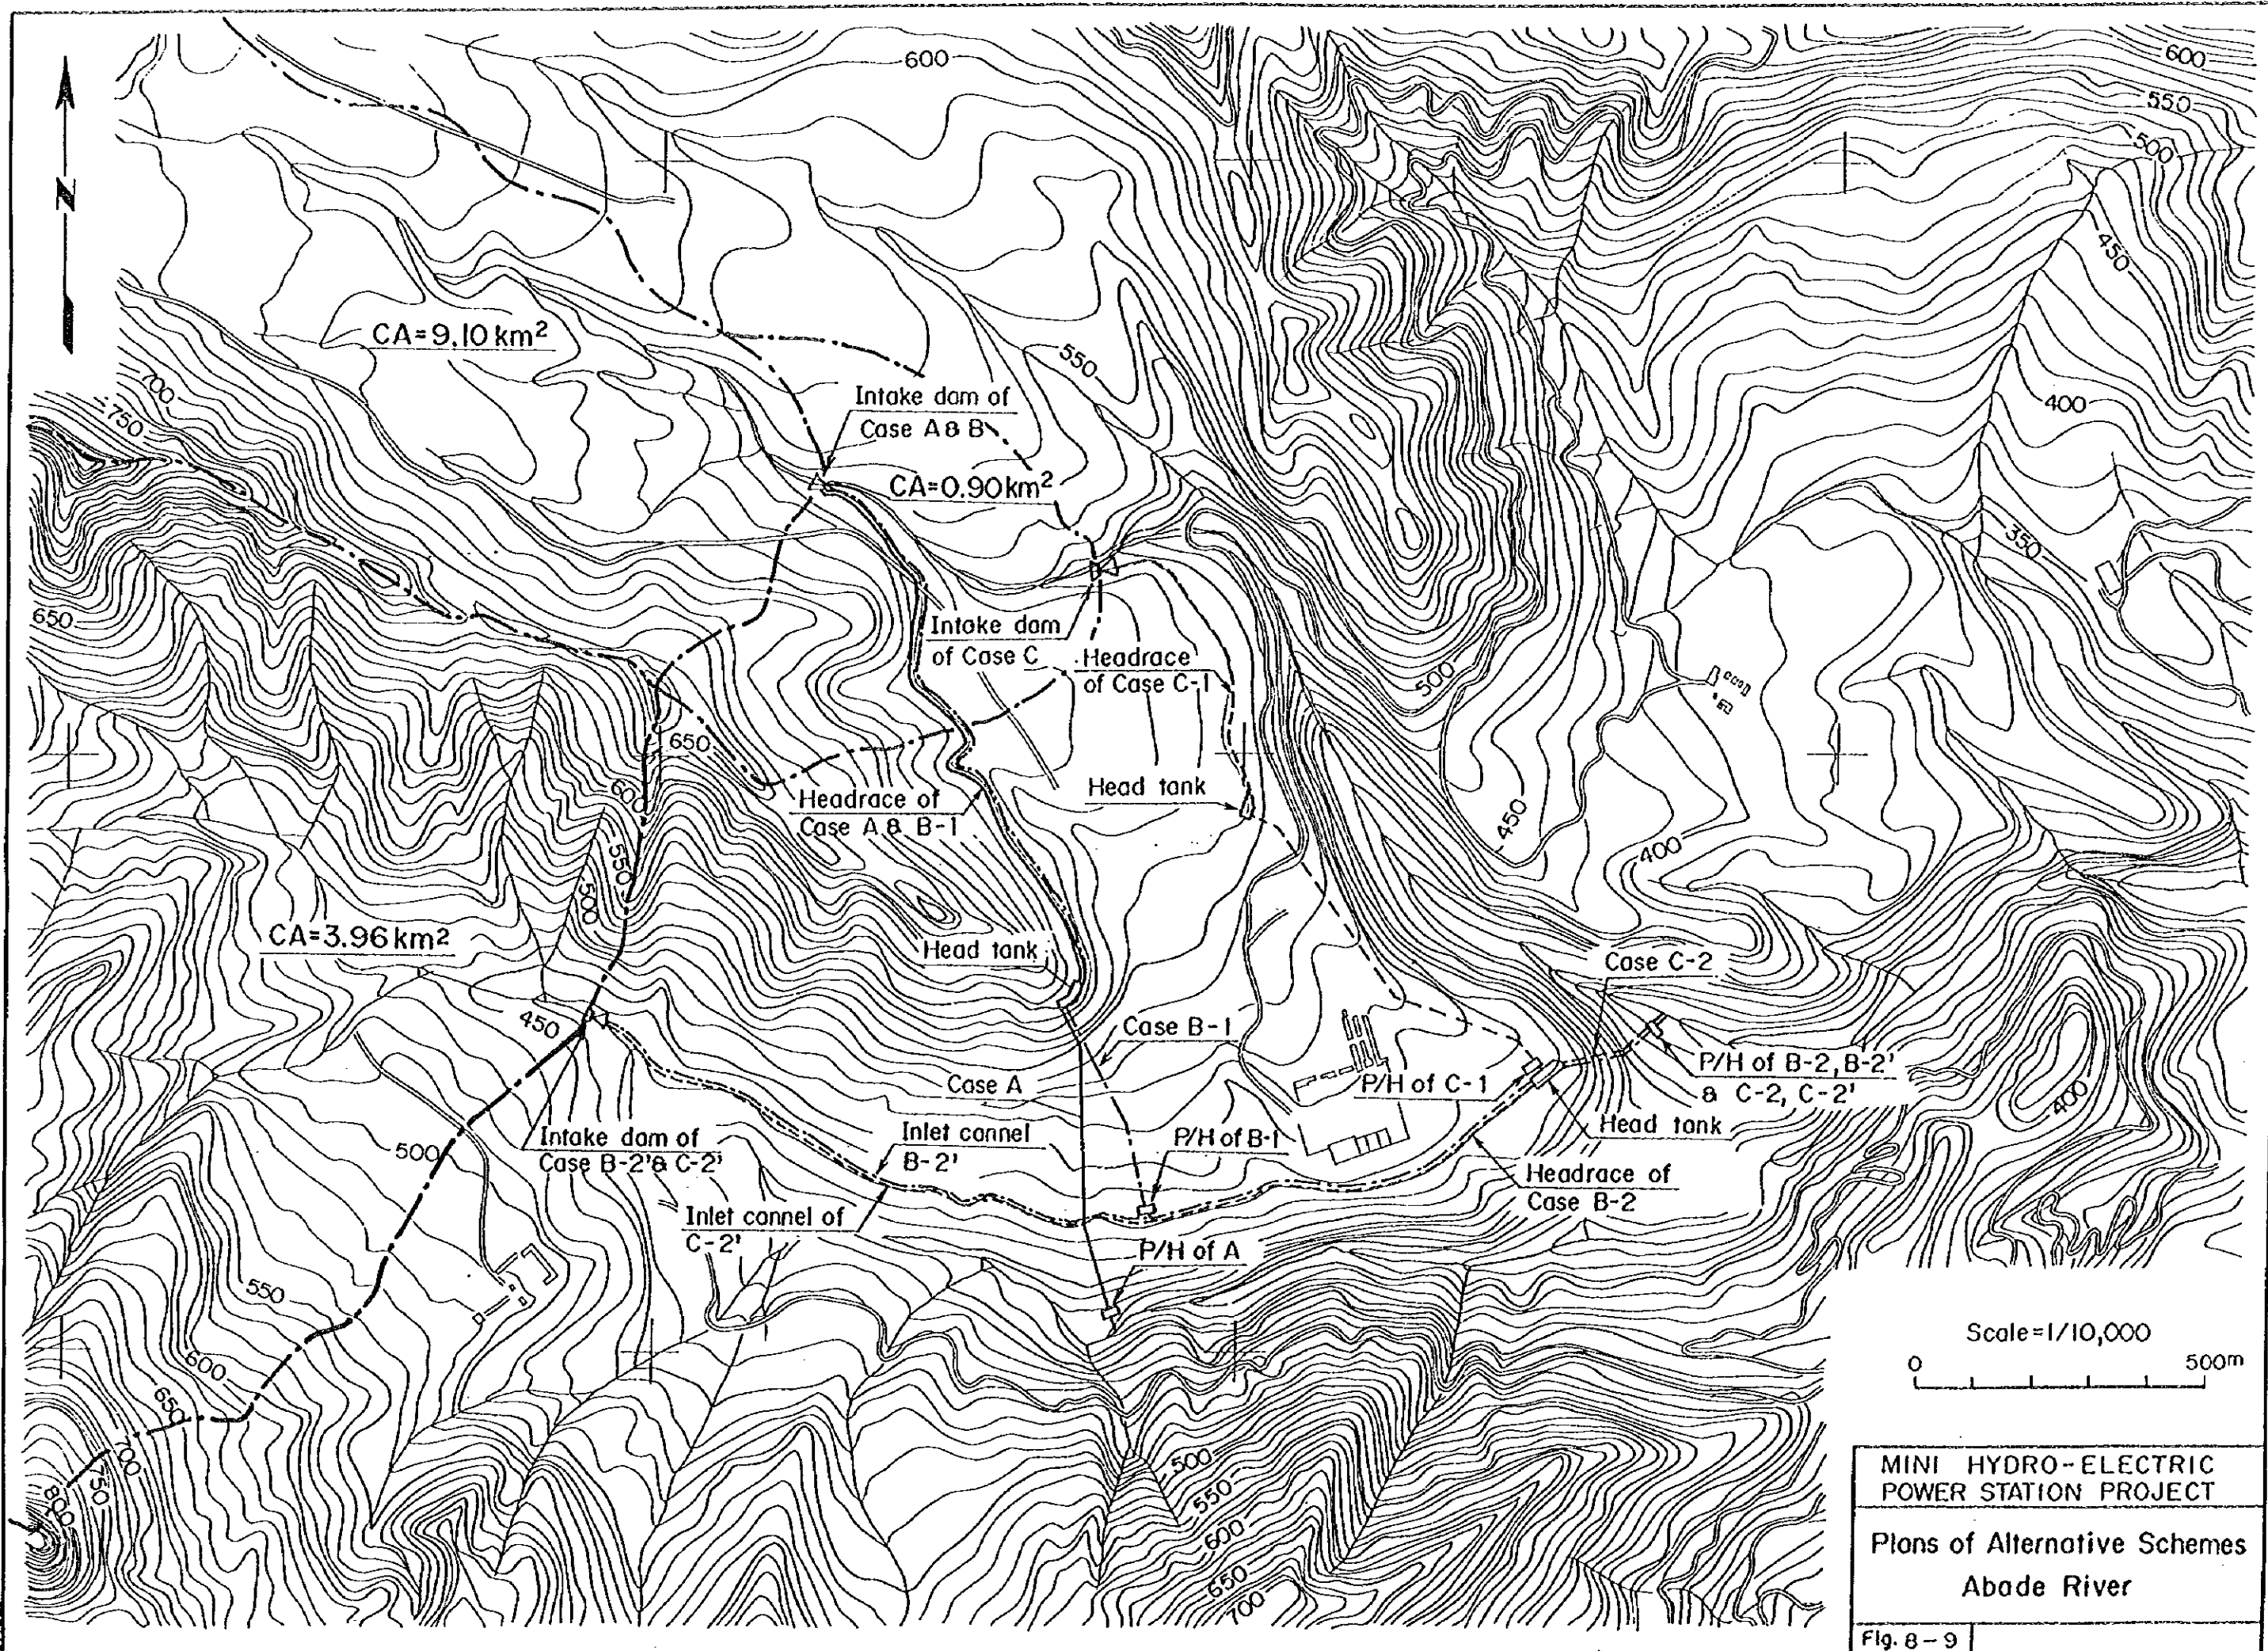 600
600
550
500
N
450
CA=9.10 km²
550
700
750
400
Intake dam of
Case A & B
CA=0.90 km²
350
650
Intake dam
of Case C
Headrace
of Case C-1
500
650
600
Headrace of
Case A & B-1
Head tank
450
400
550
500
CA=3.96 km²
Head tank
Case C-2
450
Case B-1
Case A
P/H of C-1
P/H of B-2, B-2'
& C-2, C-2'
400
Head tank
500
Intake dam of
Case B-2' & C-2'
Inlet cannel
B-2'
P/H of B-1
Headrace of
Case B-2
Inlet cannel of
C-2'
P/H of A
550
Scale=1/10,000
0 500m
600
650
700
750
800
500
550
600
650
700
MINI HYDRO-ELECTRIC
POWER STATION PROJECT
Plans of Alternative Schemes
Abade River
Fig. 8-9